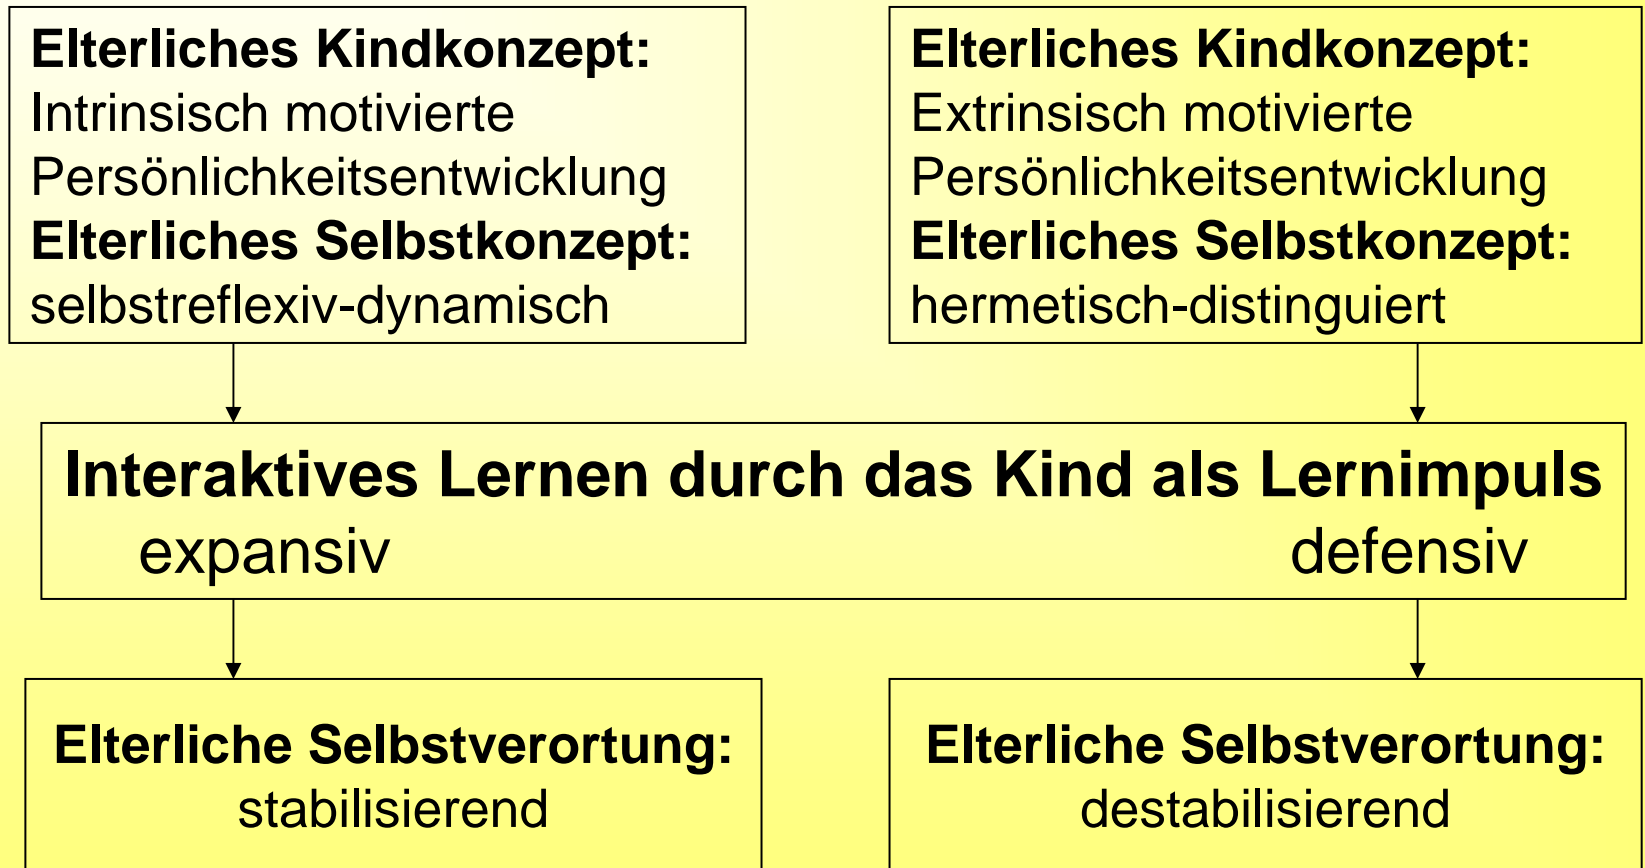 Elterliches Kindkonzept:
Intrinsisch motivierte
Persönlichkeitsentwicklung
Elterliches Selbstkonzept:
selbstreflexiv-dynamisch
Elterliches Kindkonzept:
Extrinsisch motivierte
Persönlichkeitsentwicklung
Elterliches Selbstkonzept:
hermetisch-distinguiert
Interaktives Lernen durch das Kind als Lernimpuls
expansiv defensiv
Elterliche Selbstverortung:
stabilisierend
Elterliche Selbstverortung:
destabilisierend